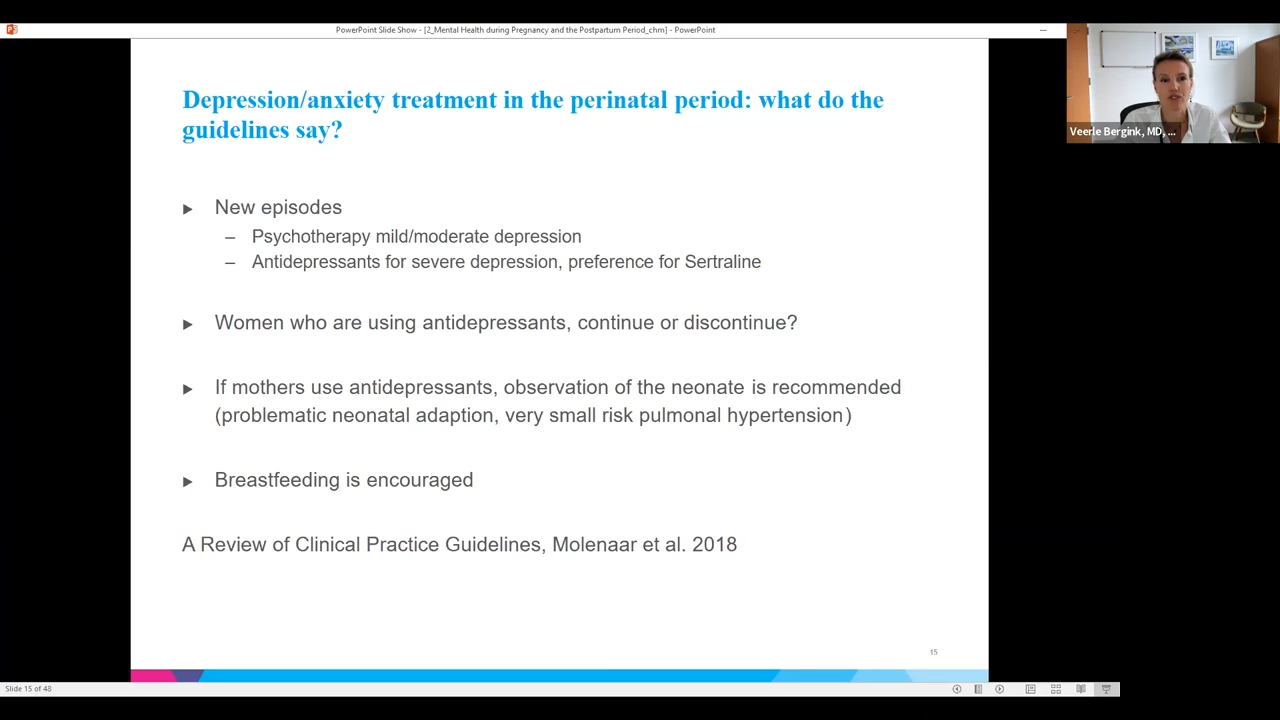 PowerPoint Slide Show - [2_Mental Health during Pregnancy and the Postpartum Period_chm] - PowerPoint
Veerle Bergink, MD, ...
Depression/anxiety treatment in the perinatal period: what do the
guidelines say?
New episodes
– Psychotherapy mild/moderate depression
– Antidepressants for severe depression, preference for Sertraline
Women who are using antidepressants, continue or discontinue?
If mothers use antidepressants, observation of the neonate is recommended
(problematic neonatal adaption, very small risk pulmonal hypertension)
Breastfeeding is encouraged
A Review of Clinical Practice Guidelines, Molenaar et al. 2018
15
Slide 15 of 48